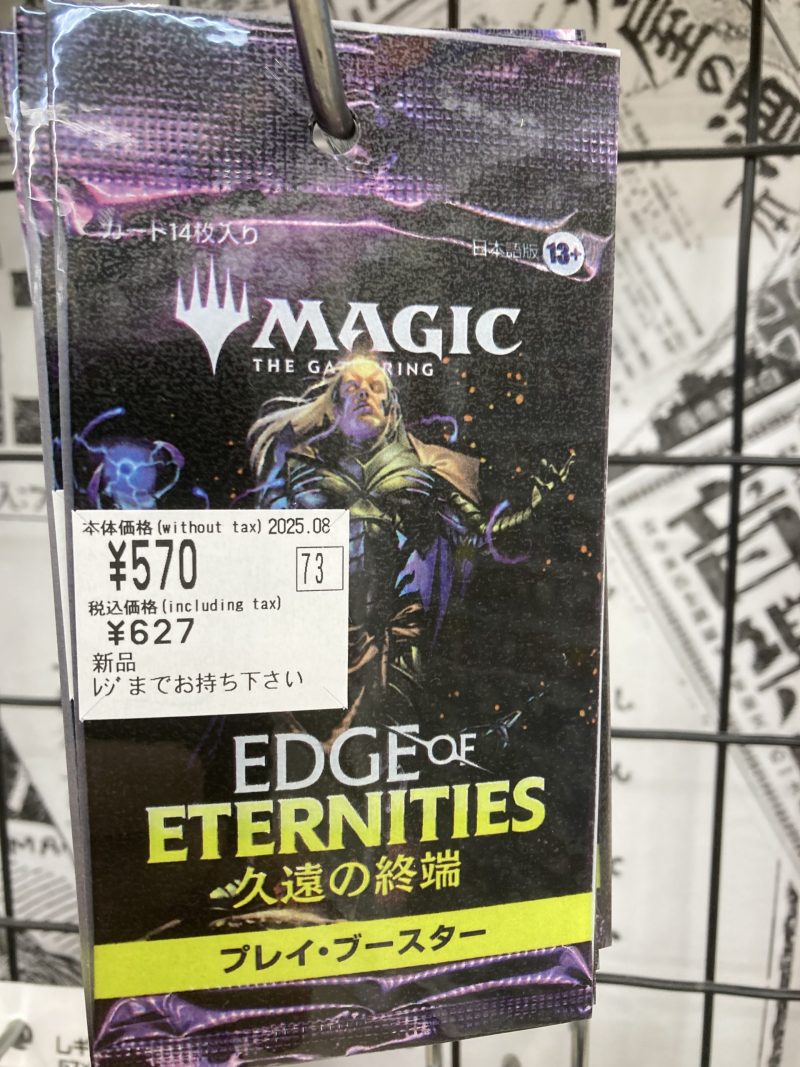 カード14枚入り
日本語版 13+
MAGIC
THE GATHERING
本体価格(without tax) 2025.08
¥570
73
税込価格(including tax)
¥627
新品
ﾚｼﾞまでお持ち下さい
EDGE OF
ETERNITIES
久遠の終端
プレイ・ブースター